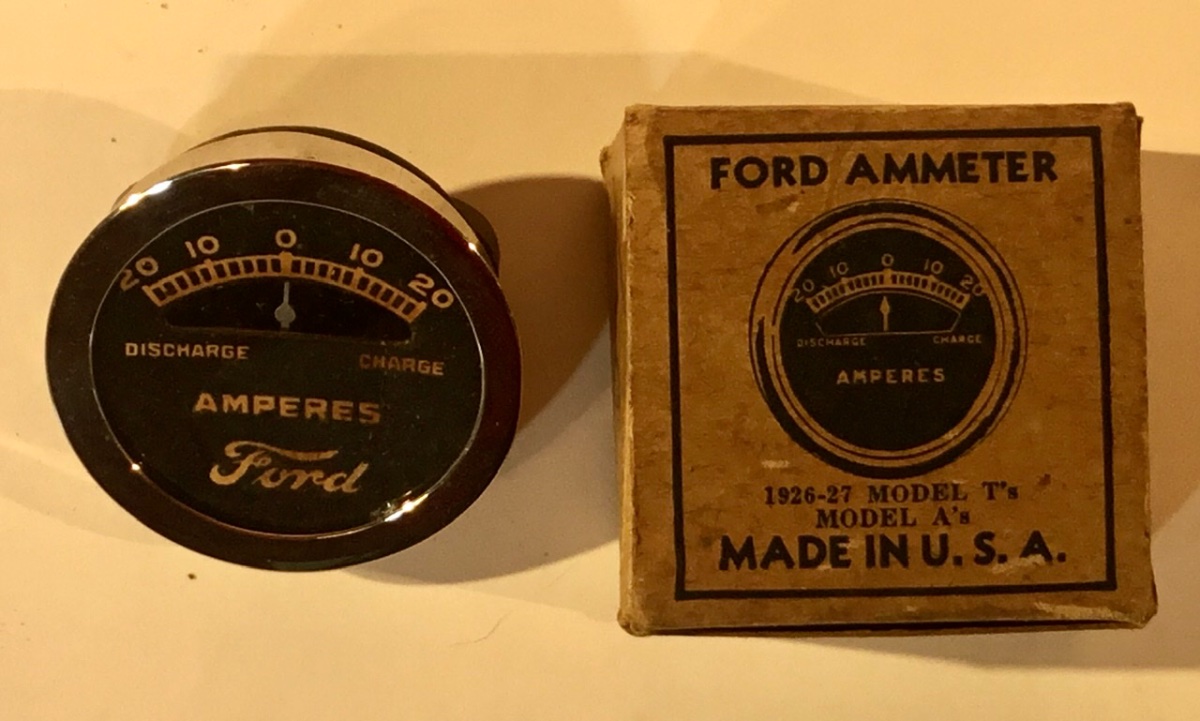 20 10 0 10 20
DISCHARGE CHARGE
AMPERES
Ford
FORD AMMETER
20 10 0 10 20
DISCHARGE CHARGE
AMPERES
1926-27 MODEL T's
MODEL A's
MADE IN U. S. A.